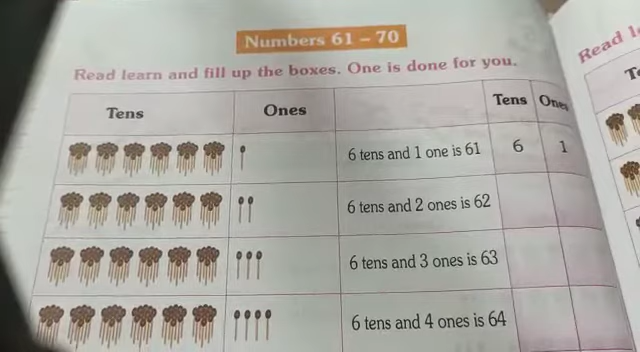 Numbers 61 – 70
Read learn and fill up the boxes. One is done for you.
Tens Ones Tens Ones
6 tens and 1 one is 61 6 1
6 tens and 2 ones is 62
6 tens and 3 ones is 63
6 tens and 4 ones is 64
Read